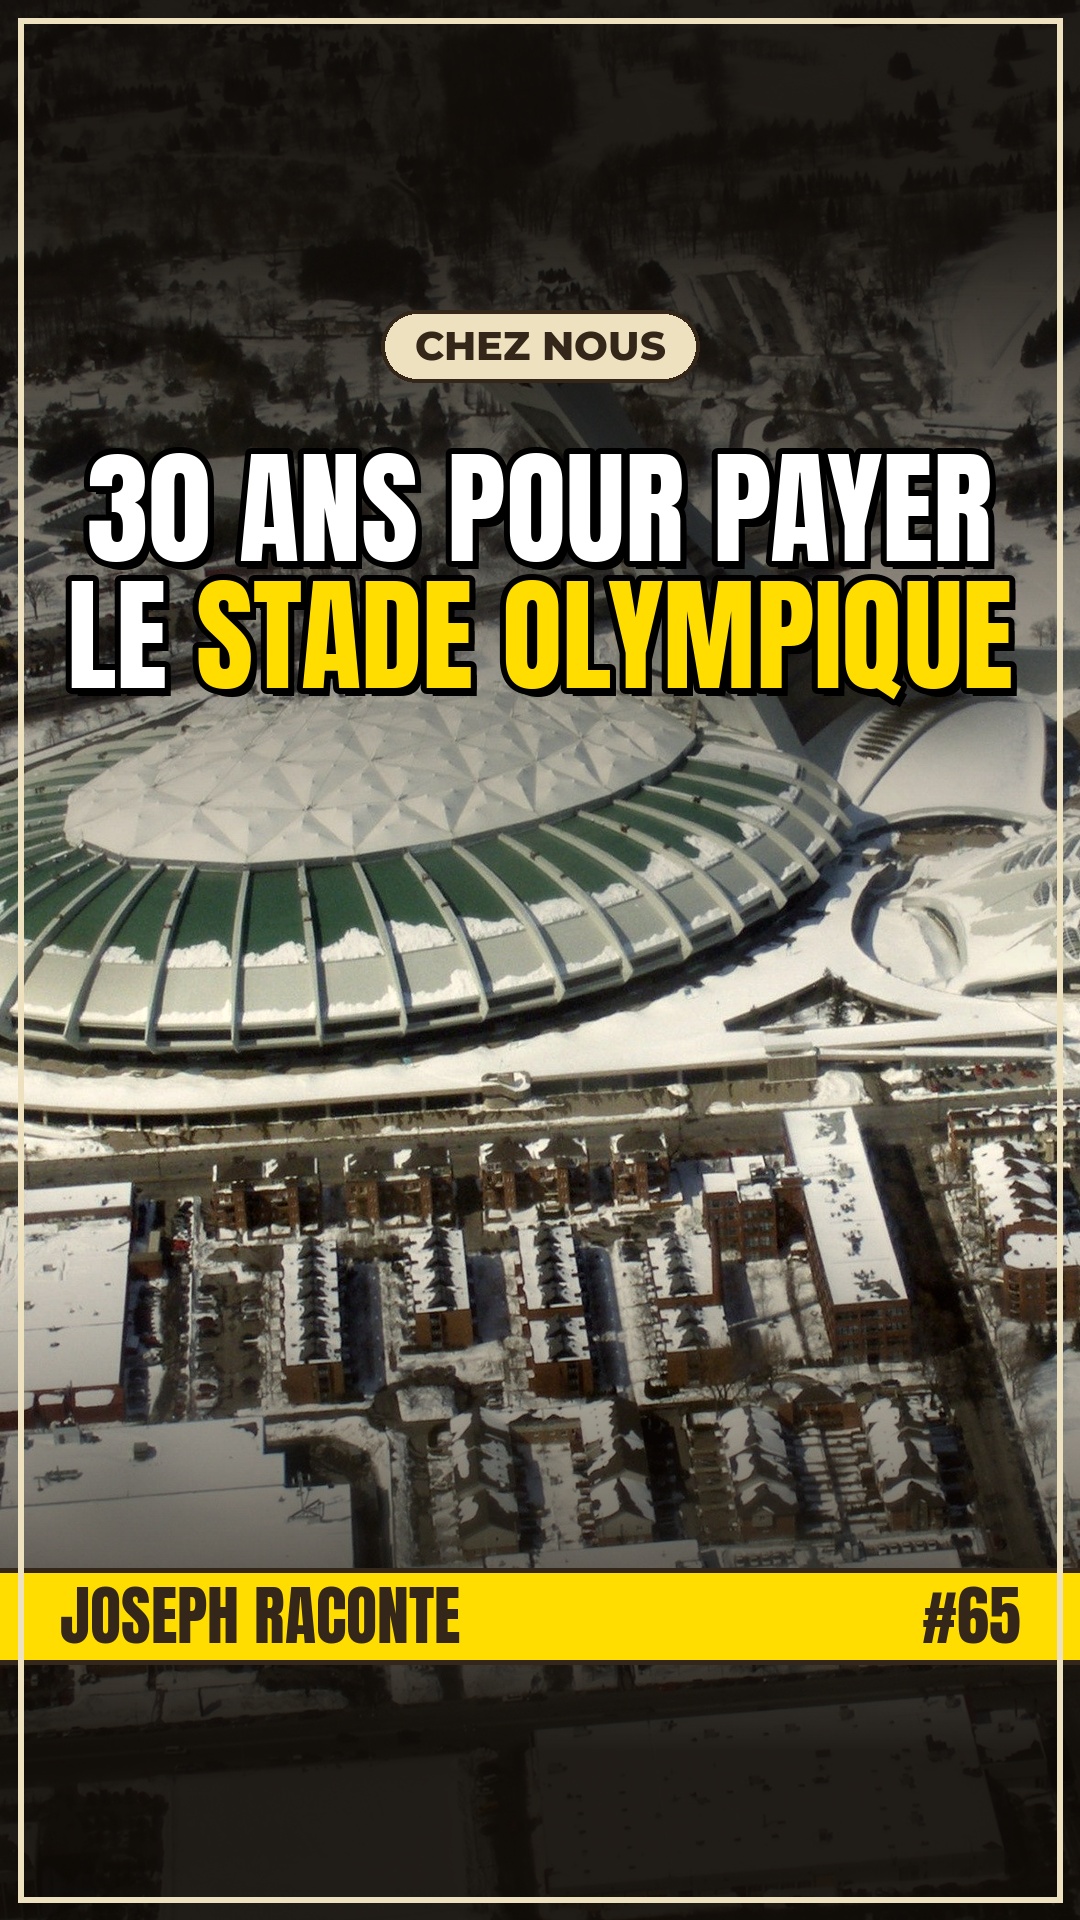 CHEZ NOUS
30 ANS POUR PAYER
LE STADE OLYMPIQUE
JOSEPH RACONTE
#65